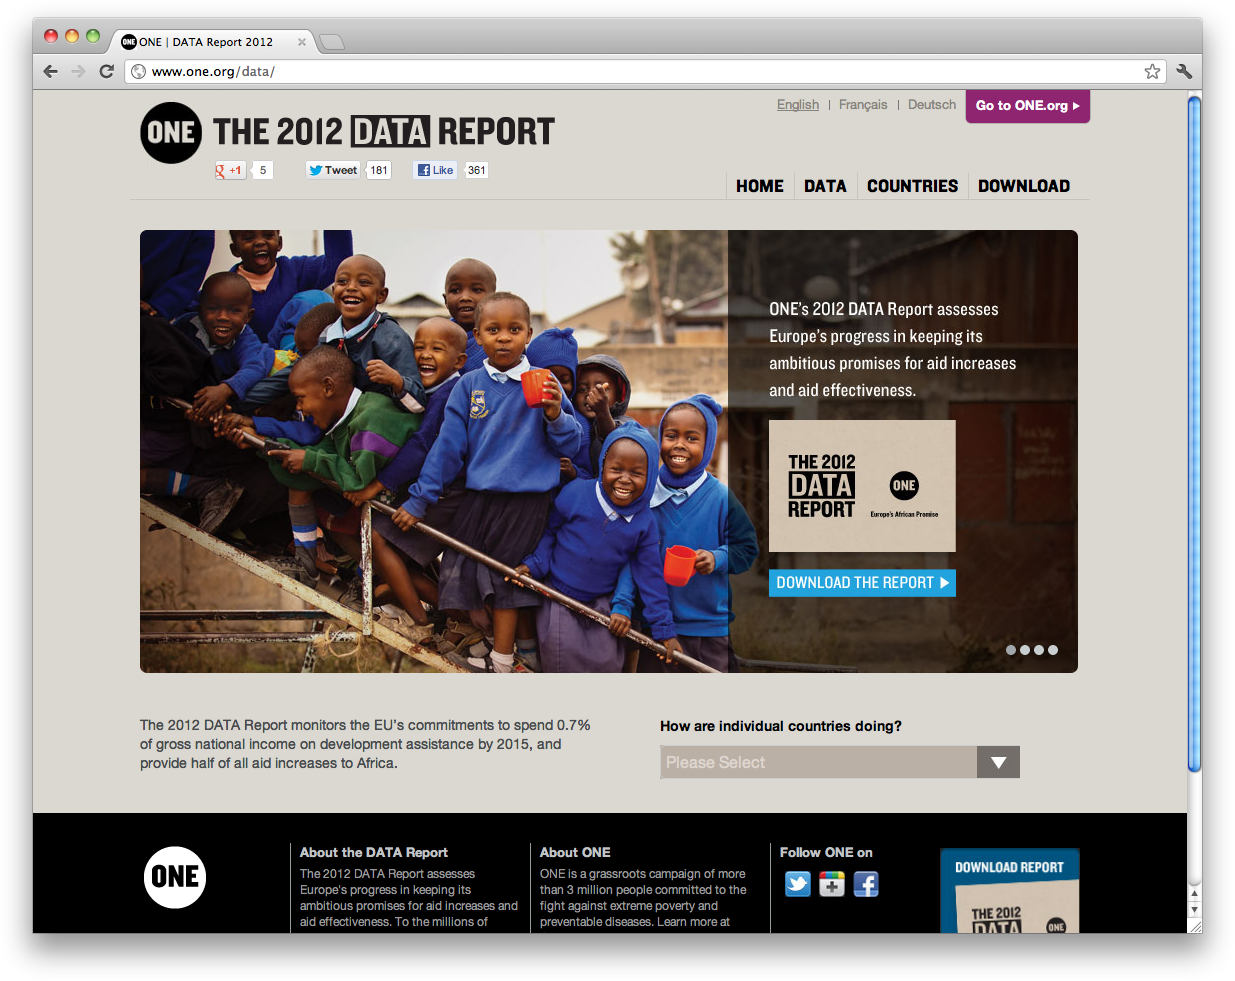 ONE ONE | DATA Report 2012
www.one.org/data/
English | Français | Deutsch
Go to ONE.org
ONE THE 2012 DATA REPORT
+1 5 Tweet 181 Like 361
HOME DATA COUNTRIES DOWNLOAD
ONE's 2012 DATA Report assesses
Europe's progress in keeping its
ambitious promises for aid increases
and aid effectiveness.
THE 2012
DATA
REPORT
ONE
Europe's African Promise
DOWNLOAD THE REPORT
The 2012 DATA Report monitors the EU's commitments to spend 0.7%
of gross national income on development assistance by 2015, and
provide half of all aid increases to Africa.
How are individual countries doing?
Please Select
ONE
About the DATA Report
The 2012 DATA Report assesses
Europe's progress in keeping its
ambitious promises for aid increases and
aid effectiveness. To the millions of
About ONE
ONE is a grassroots campaign of more
than 3 million people committed to the
fight against extreme poverty and
preventable diseases. Learn more at
Follow ONE on
DOWNLOAD REPORT
THE 2012
DATA
ONE